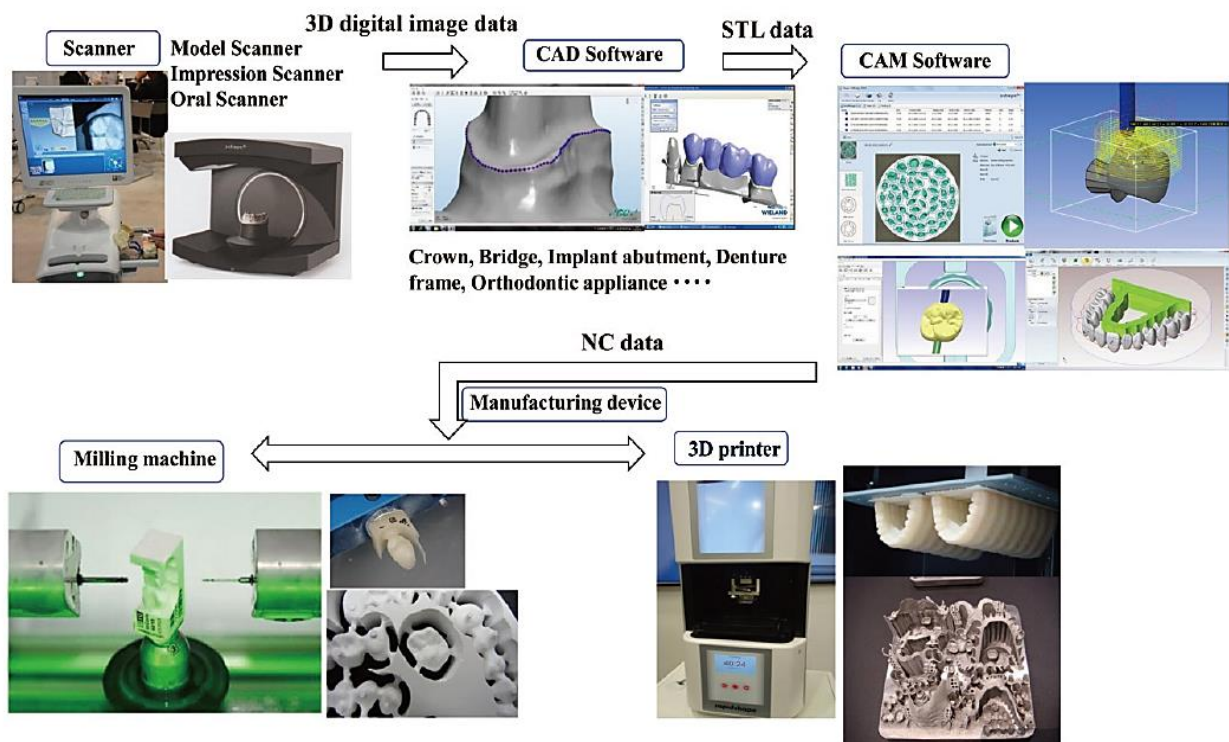 3D digital image data
STL data
Scanner
Model Scanner
Impression Scanner
Oral Scanner
CAD Software
CAM Software
WIELAND
Crown, Bridge, Implant abutment, Denture
frame, Orthodontic appliance ････
NC data
Manufacturing device
Milling machine
3D printer
40:24